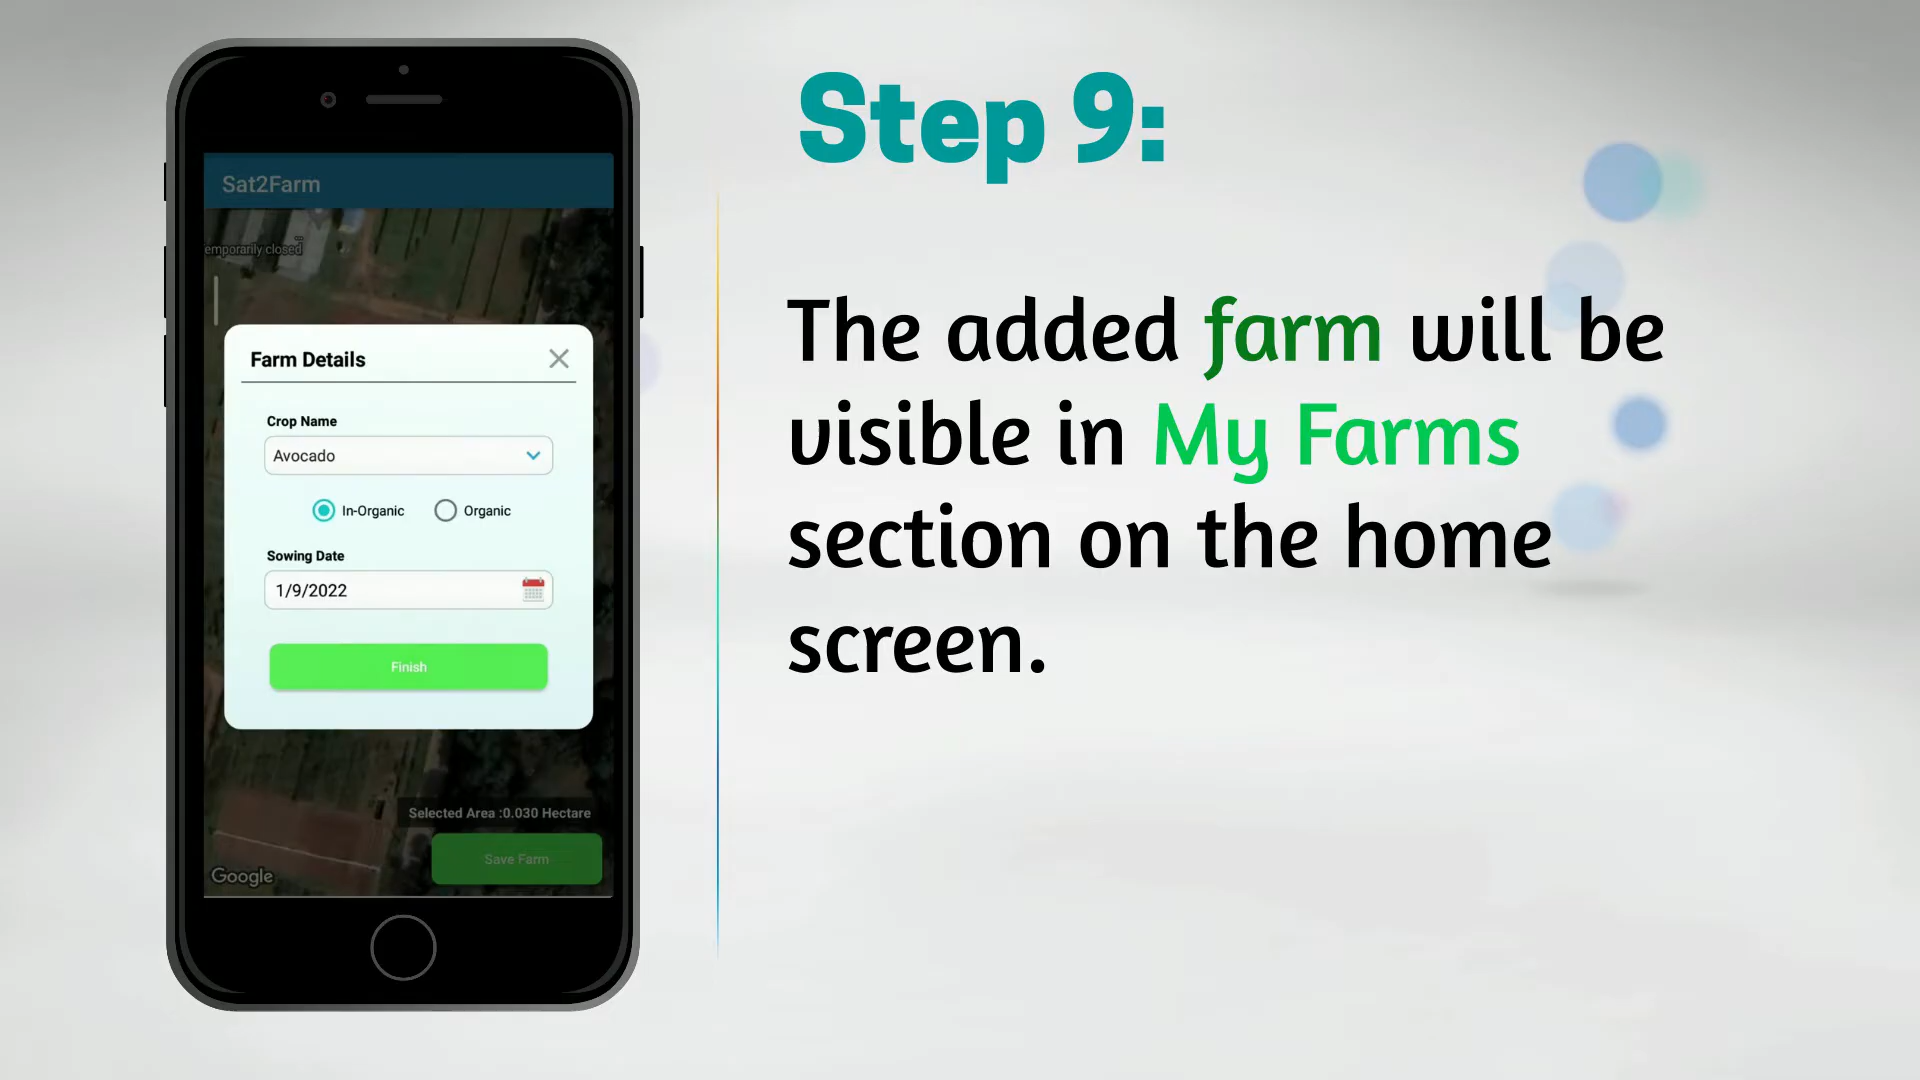 Step 9:
The added farm will be
visible in My Farms
section on the home
screen.
Sat2Farm
emporarily closed
Farm Details
Crop Name
Avocado
In-Organic Organic
Sowing Date
1/9/2022
Finish
Selected Area :0.030 Hectare
Save Farm
Google